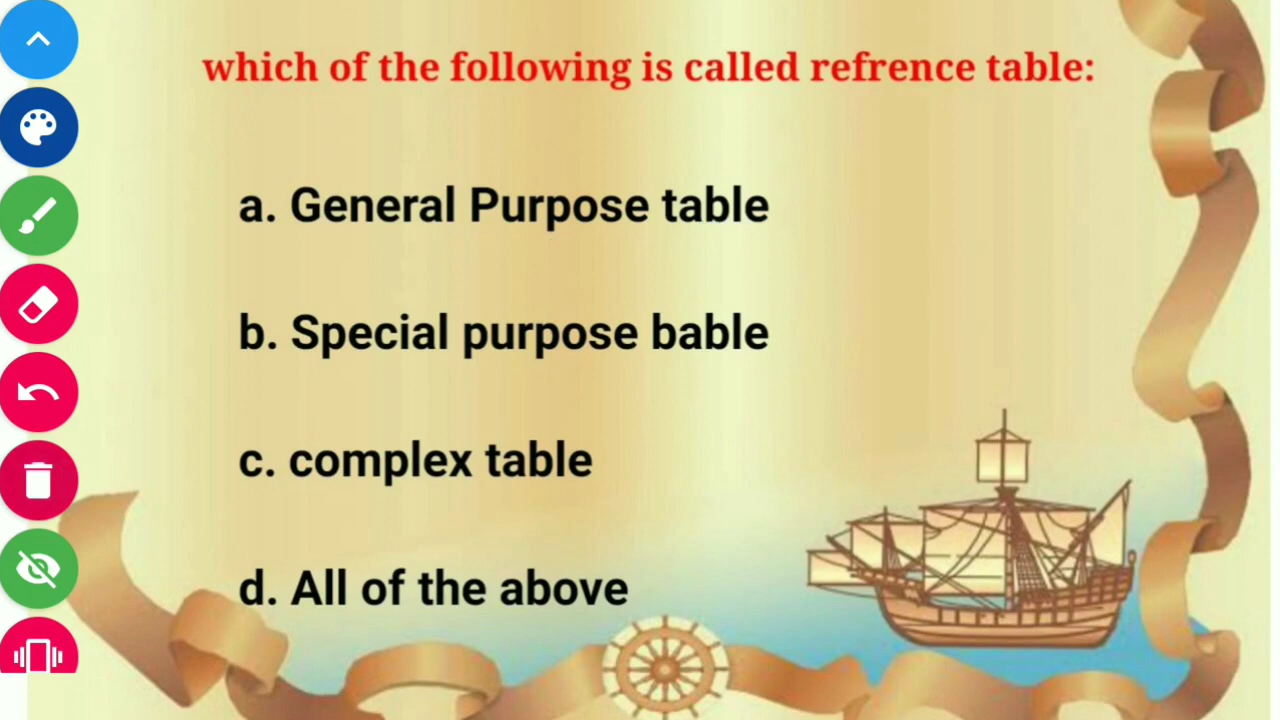 which of the following is called refrence table:
a. General Purpose table
b. Special purpose bable
c. complex table
d. All of the above